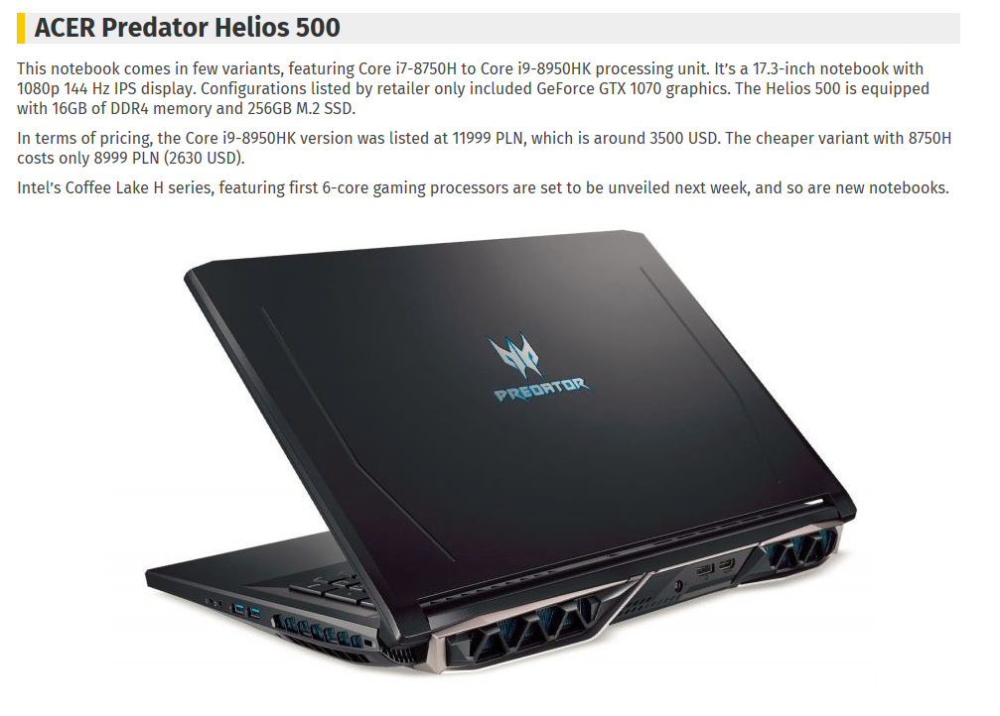 ACER Predator Helios 500
This notebook comes in few variants, featuring Core i7-8750H to Core i9-8950HK processing unit. It's a 17.3-inch notebook with
1080p 144 Hz IPS display. Configurations listed by retailer only included GeForce GTX 1070 graphics. The Helios 500 is equipped
with 16GB of DDR4 memory and 256GB M.2 SSD.
In terms of pricing, the Core i9-8950HK version was listed at 11999 PLN, which is around 3500 USD. The cheaper variant with 8750H
costs only 8999 PLN (2630 USD).
Intel's Coffee Lake H series, featuring first 6-core gaming processors are set to be unveiled next week, and so are new notebooks.
PREDATOR